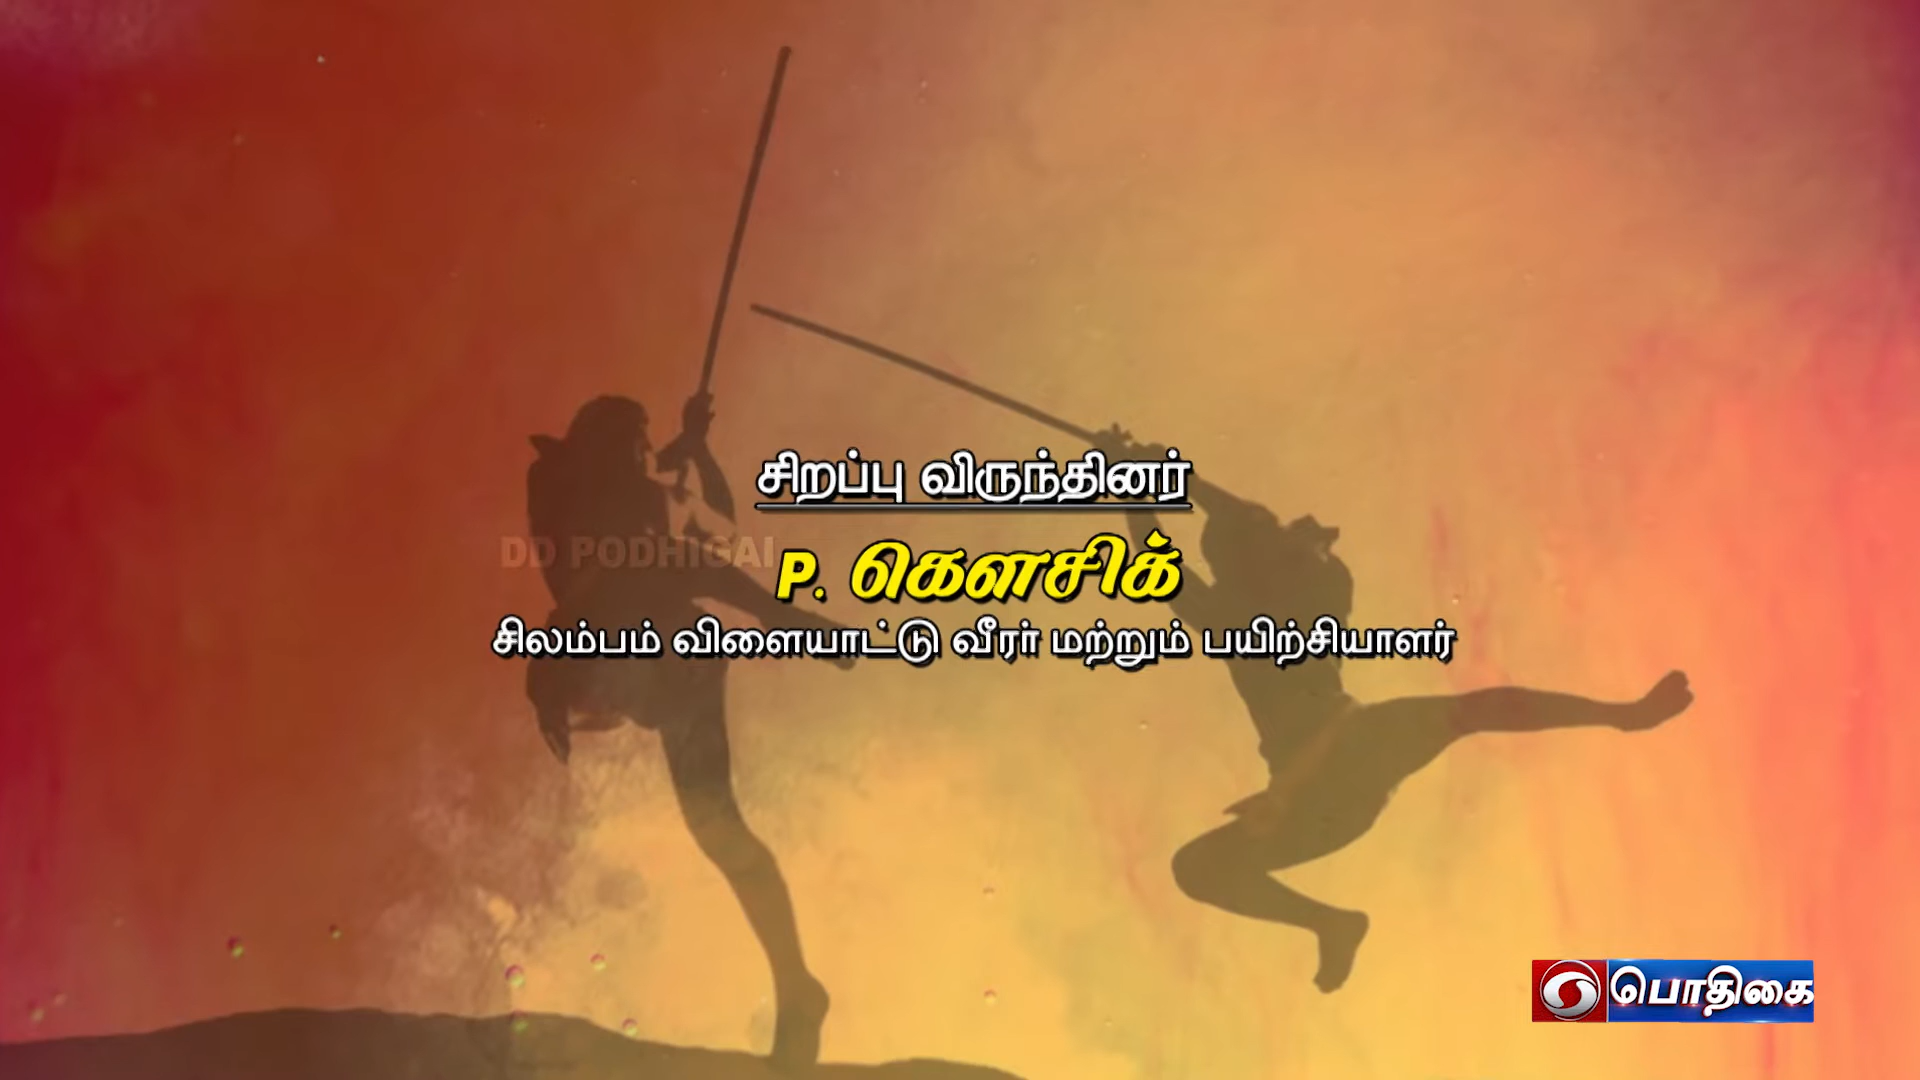 சிறப்பு விருந்தினர்
DD PODHIGAI
P. கௌசிக்
சிலம்பம் விளையாட்டு வீரர் மற்றும் பயிற்சியாளர்
பொதிகை